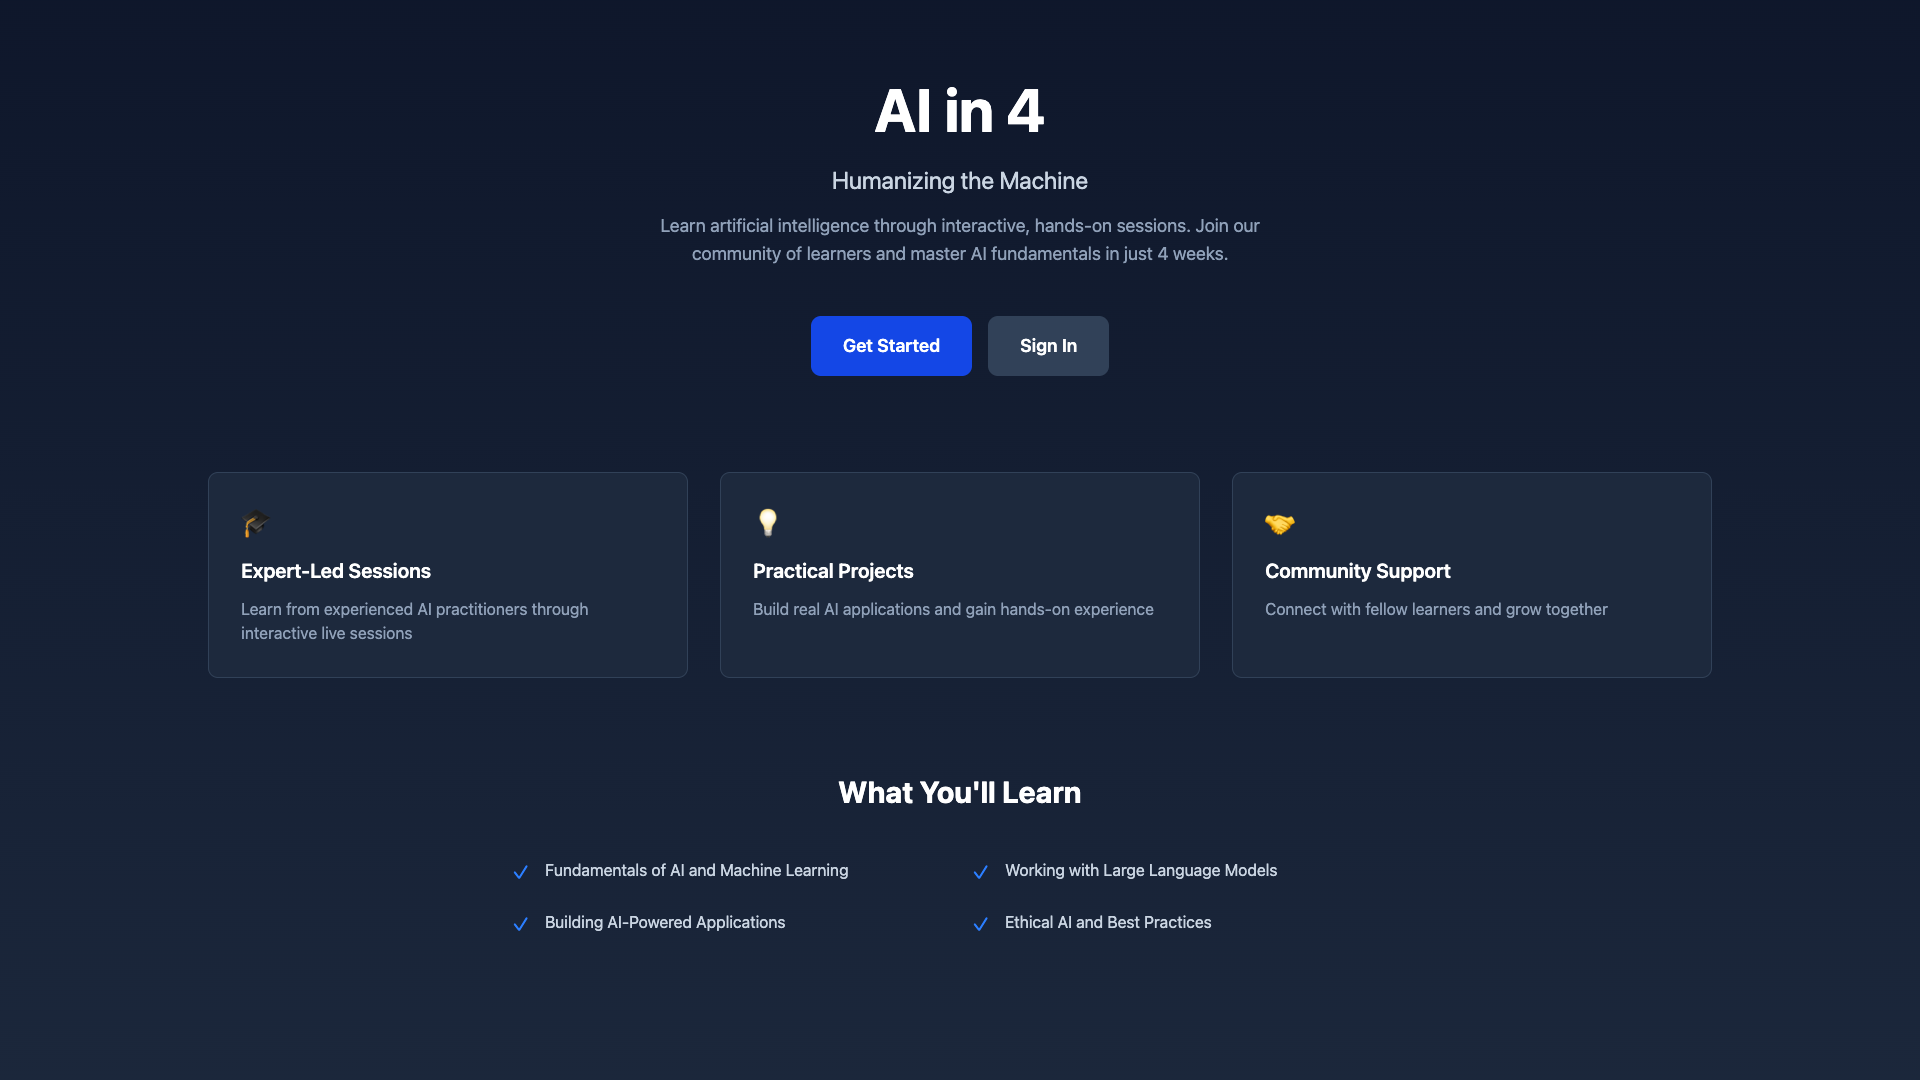 AI in 4
Humanizing the Machine
Learn artificial intelligence through interactive, hands-on sessions. Join our
community of learners and master AI fundamentals in just 4 weeks.
Get Started
Sign In
Expert-Led Sessions
Learn from experienced AI practitioners through
interactive live sessions
Practical Projects
Build real AI applications and gain hands-on experience
Community Support
Connect with fellow learners and grow together
What You'll Learn
Fundamentals of AI and Machine Learning
Working with Large Language Models
Building AI-Powered Applications
Ethical AI and Best Practices